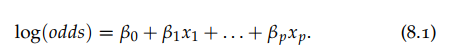 log(odds) = β0 + β1x1 + . . . + βpxp. (8.1)